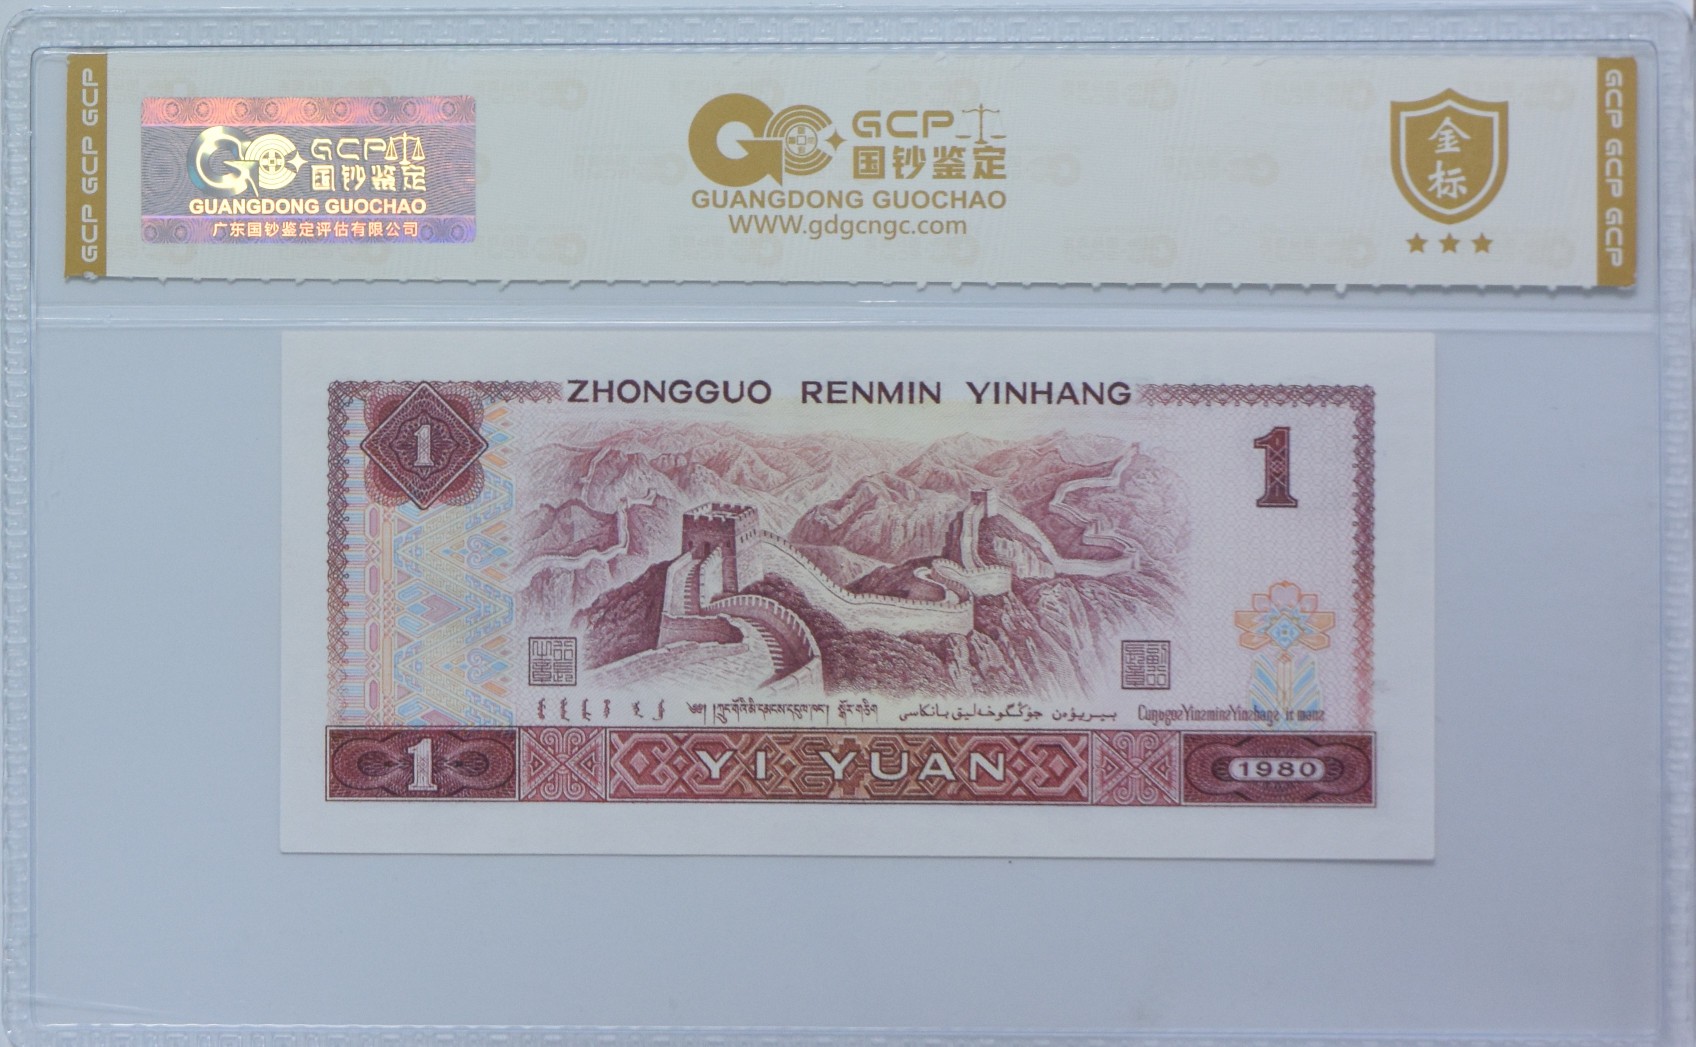 GCP GCP GCP
GCP
国钞鉴定
GUANGDONG GUOCHAO
广东国钞鉴定评估有限公司
GCP
国钞鉴定
GUANGDONG GUOCHAO
WWW.gdgcngc.com
金标
GCP GCP GCP
ZHONGGUO RENMIN YINHANG
1
1
1
YI YUAN
1980